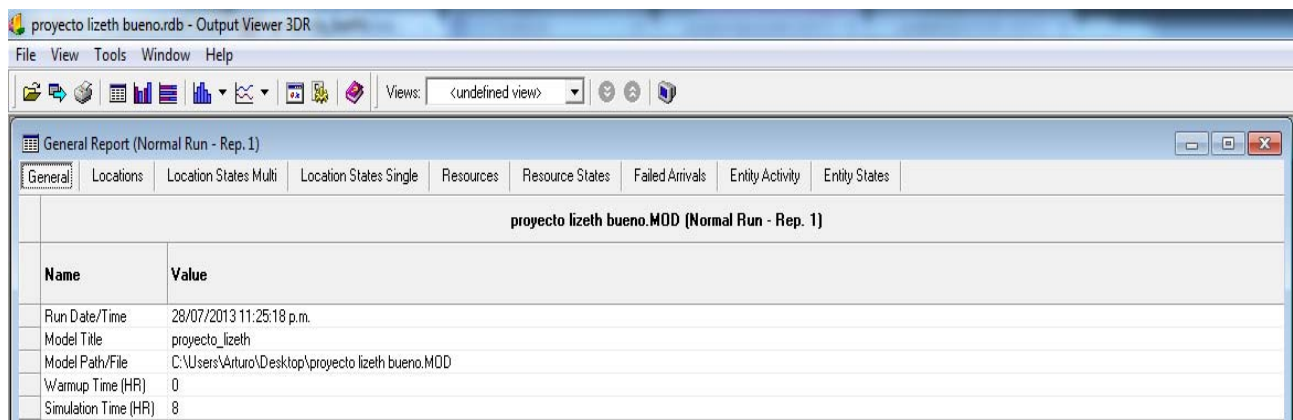 proyecto lizeth bueno.rdb - Output Viewer 3DR
File View Tools Window Help
Views: <undefined view>
General Report (Normal Run - Rep. 1)
General Locations Location States Multi Location States Single Resources Resource States Failed Arrivals Entity Activity Entity States
proyecto lizeth bueno.MOD (Normal Run - Rep. 1)
Name Value
Run Date/Time 28/07/2013 11:25:18 p.m.
Model Title proyecto_lizeth
Model Path/File C:\Users\Arturo\Desktop\proyecto lizeth bueno.MOD
Warmup Time (HR) 0
Simulation Time (HR) 8